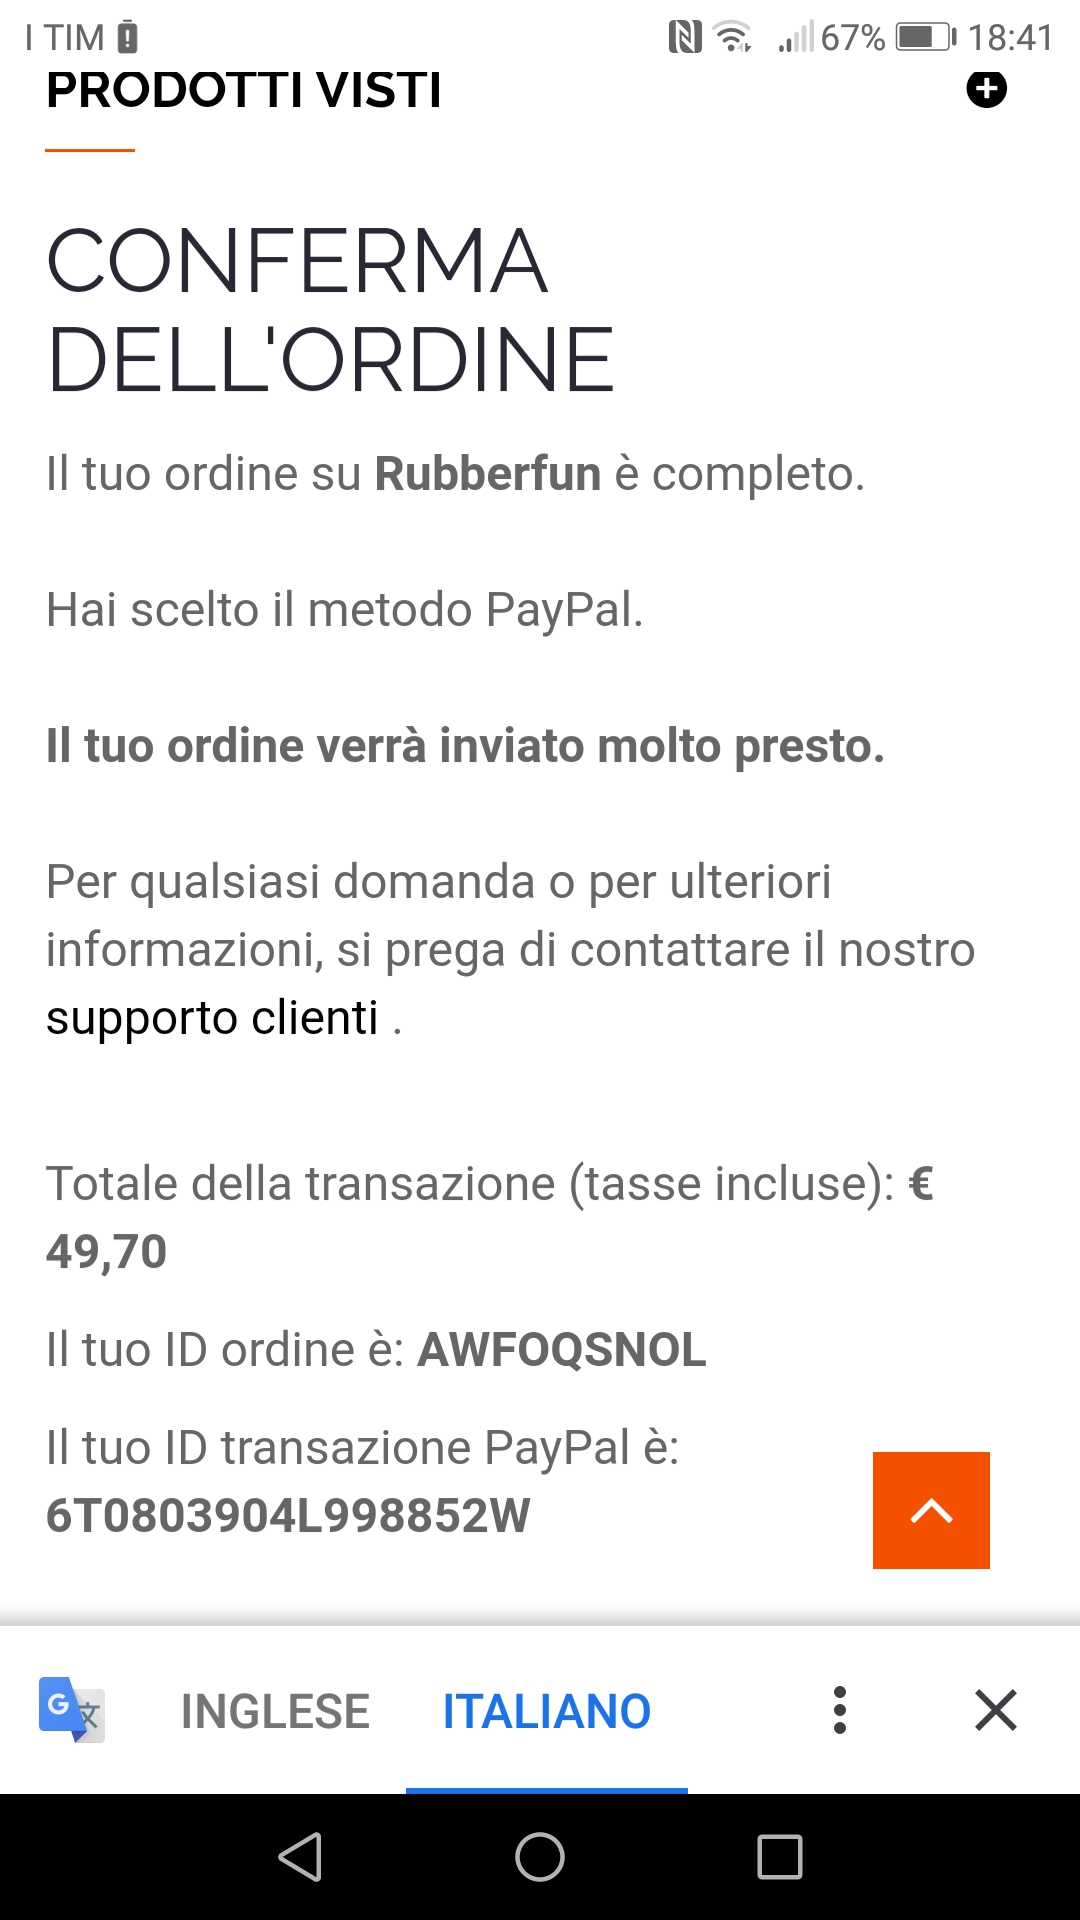 I TIM 67% 18:41
PRODOTTI VISTI
CONFERMA
DELL'ORDINE
Il tuo ordine su Rubberfun è completo.
Hai scelto il metodo PayPal.
Il tuo ordine verrà inviato molto presto.
Per qualsiasi domanda o per ulteriori
informazioni, si prega di contattare il nostro
supporto clienti .
Totale della transazione (tasse incluse): €
49,70
Il tuo ID ordine è: AWFOQSNOL
Il tuo ID transazione PayPal è:
6T0803904L998852W
INGLESE ITALIANO